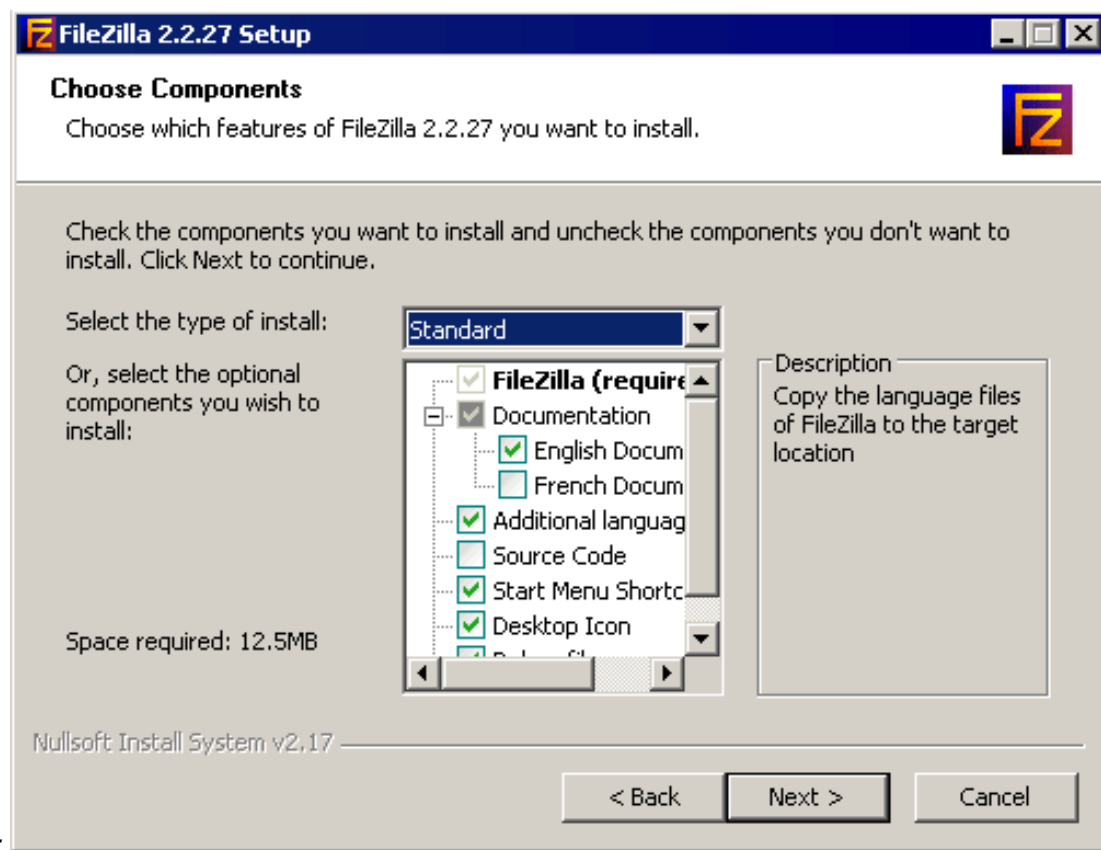 FileZilla 2.2.27 Setup
Choose Components
Choose which features of FileZilla 2.2.27 you want to install.
Check the components you want to install and uncheck the components you don't want to
install. Click Next to continue.
Select the type of install:
Standard
Or, select the optional
components you wish to
install:
FileZilla (require
Documentation
English Docum
French Docum
Additional languag
Source Code
Start Menu Shortc
Desktop Icon
Description
Copy the language files
of FileZilla to the target
location
Space required: 12.5MB
Nullsoft Install System v2.17
< Back
Next >
Cancel